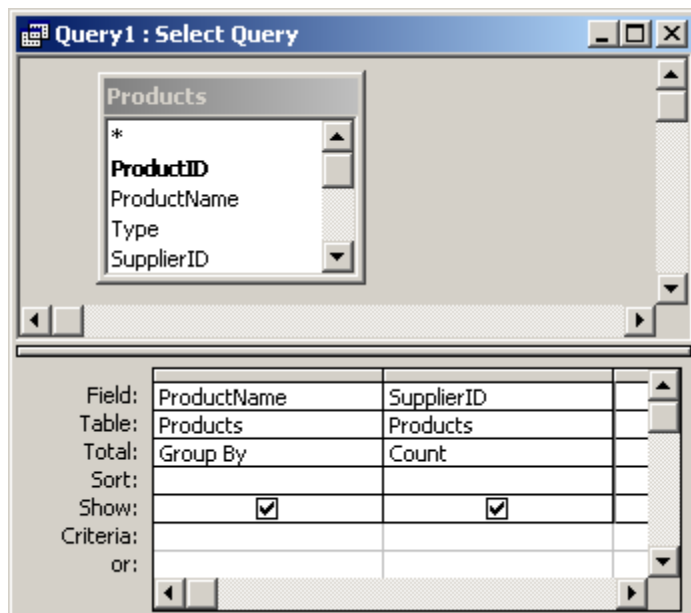 Query1 : Select Query
Products
*
ProductID
ProductName
Type
SupplierID
Field: ProductName SupplierID
Table: Products Products
Total: Group By Count
Sort:
Show:
Criteria:
or: